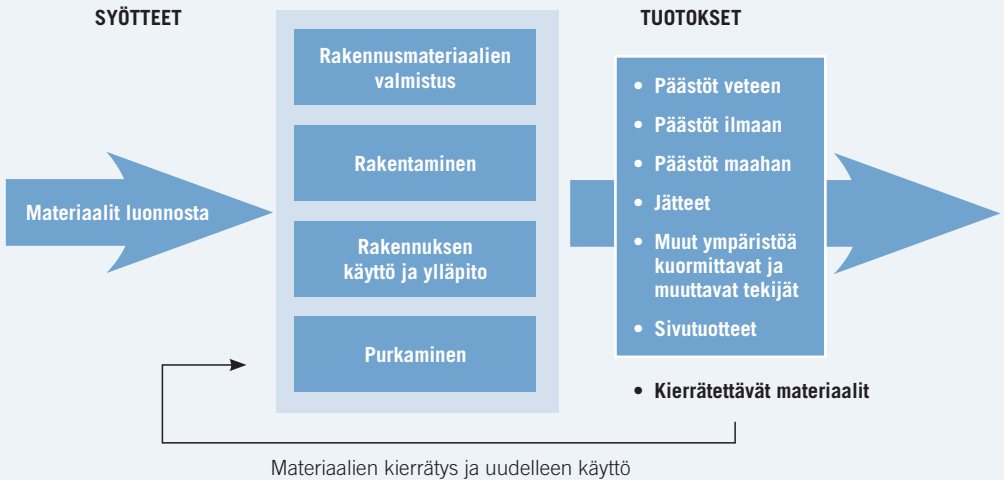 SYÖTTEET
Materiaalit luonnosta
Rakennusmateriaalien
valmistus
Rakentaminen
Rakennuksen
käyttö ja ylläpito
Purkaminen
TUOTOKSET
• Päästöt veteen
• Päästöt ilmaan
• Päästöt maahan
• Jätteet
• Muut ympäristöä
kuormittavat ja
muuttavat tekijät
• Sivutuotteet
• Kierrätettävät materiaalit
Materiaalien kierrätys ja uudelleen käyttö